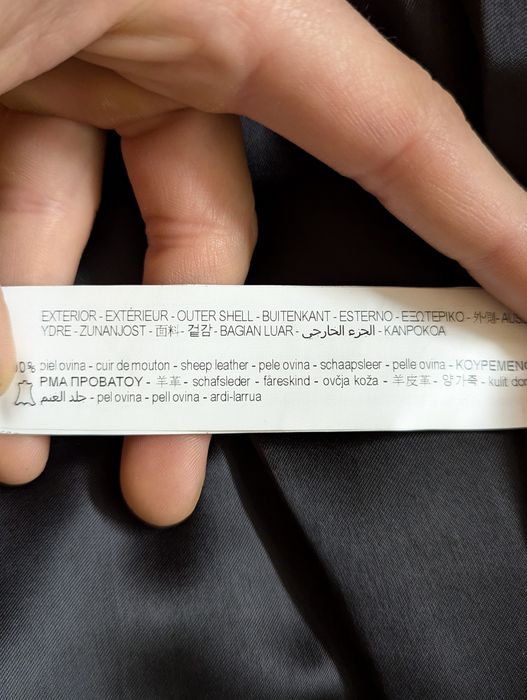 EXTERIOR - EXTÉRIEUR - OUTER SHELL - BUITENKANT - ESTERNO - ΕΞΩΤΕΡΙΚΟ -
YDRE - ZUNANJOST - 面料 - 겉감 - BAGIAN LUAR - الجزء الخارجي - KANPOKOA
piel ovina - cuir de mouton - sheep leather - pele ovina - schaapsleer - pelle ovina - ΚΟΥΡΕΜΕΝΟ
ΡΜΑ ΠΡΟΒΑΤΟΥ - 羊革 - schafsleder - fåreskind - ovčja koža - 羊皮革 - 양가죽 - kulit
جلد الغنم - pel ovina - pell ovina - ardi-larrua